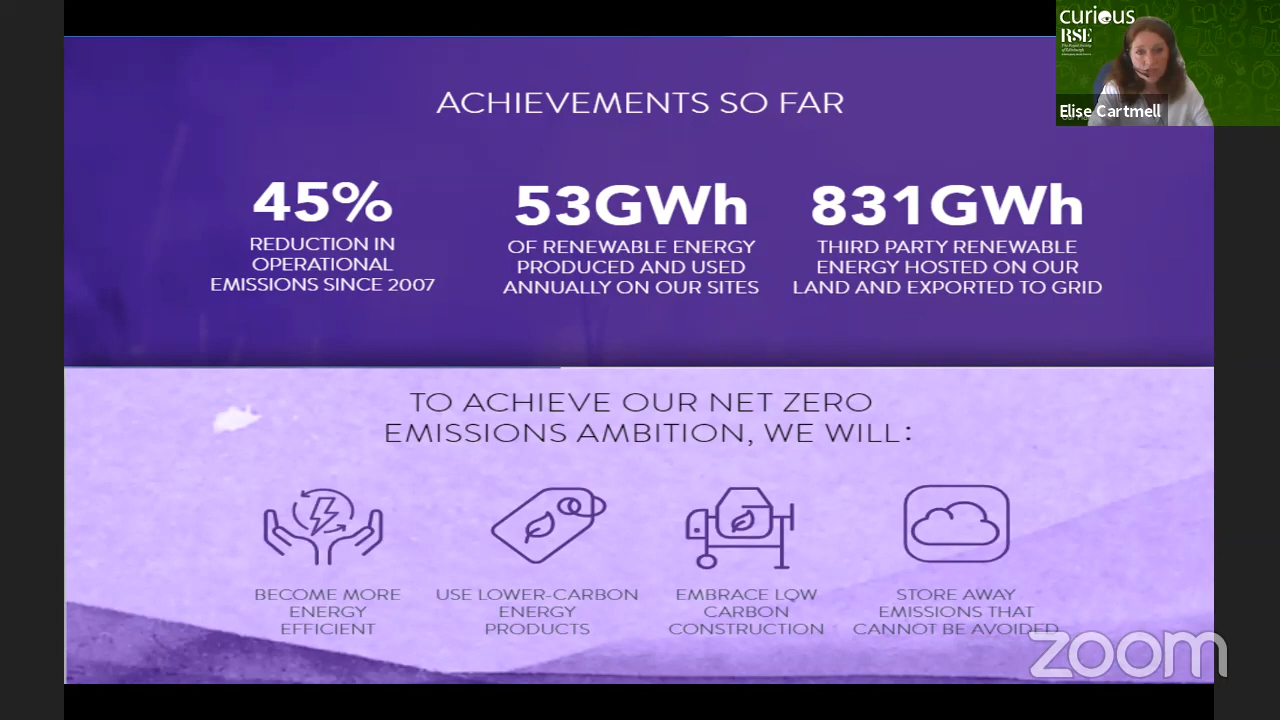 curious
RSE
Elise Cartmell
ACHIEVEMENTS SO FAR
45%
REDUCTION IN
OPERATIONAL
EMISSIONS SINCE 2007
53GWh
OF RENEWABLE ENERGY
PRODUCED AND USED
ANNUALLY ON OUR SITES
831GWh
THIRD PARTY RENEWABLE
ENERGY HOSTED ON OUR
LAND AND EXPORTED TO GRID
TO ACHIEVE OUR NET ZERO
EMISSIONS AMBITION, WE WILL:
BECOME MORE
ENERGY
EFFICIENT
USE LOWER-CARBON
ENERGY
PRODUCTS
EMBRACE LOW
CARBON
CONSTRUCTION
STORE AWAY
EMISSIONS THAT
CANNOT BE AVOIDED
zoom